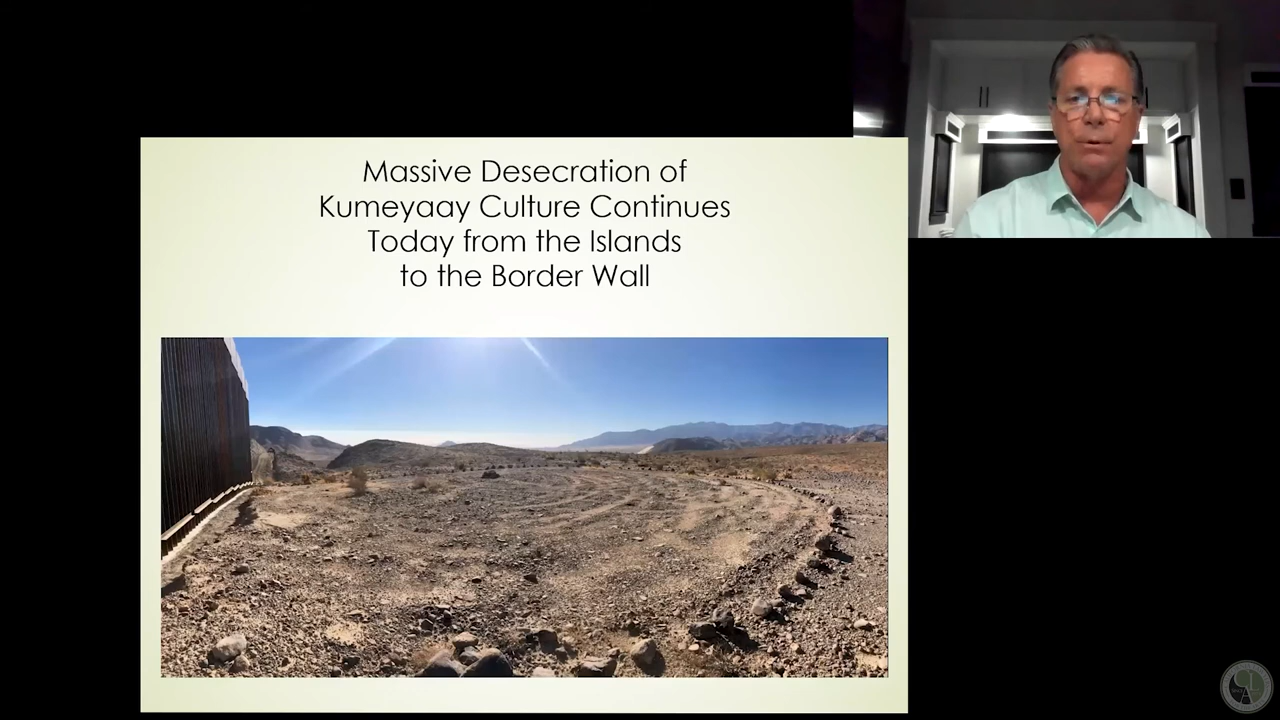 Massive Desecration of
Kumeyaay Culture Continues
Today from the Islands
to the Border Wall